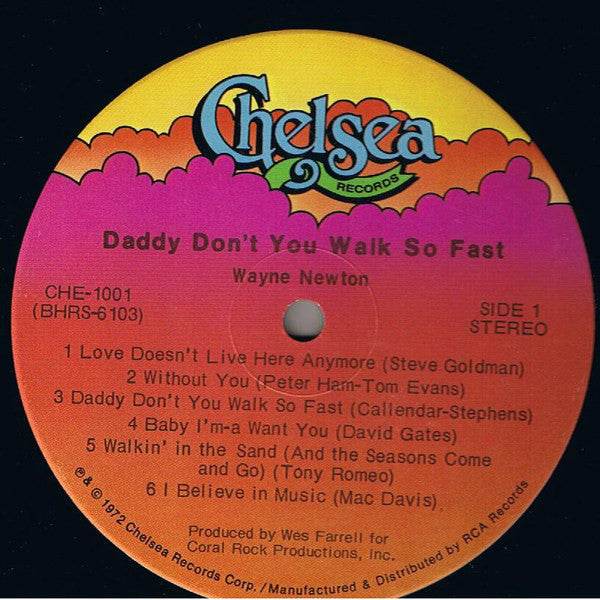 Chelsea
RECORDS
Daddy Don't You Walk So Fast
Wayne Newton
CHE-1001
(BHRS-6103)
SIDE 1
STEREO
1 Love Doesn't Live Here Anymore (Steve Goldman)
2 Without You (Peter Ham-Tom Evans)
3 Daddy Don't You Walk So Fast (Callendar-Stephens)
4 Baby I'm-a Want You (David Gates)
5 Walkin' in the Sand (And the Seasons Come
and Go) (Tony Romeo)
6 I Believe in Music (Mac Davis)
Produced by Wes Farrell for
Coral Rock Productions, Inc.
℗ & © 1972 Chelsea Records Corp. / Manufactured & Distributed by RCA Records